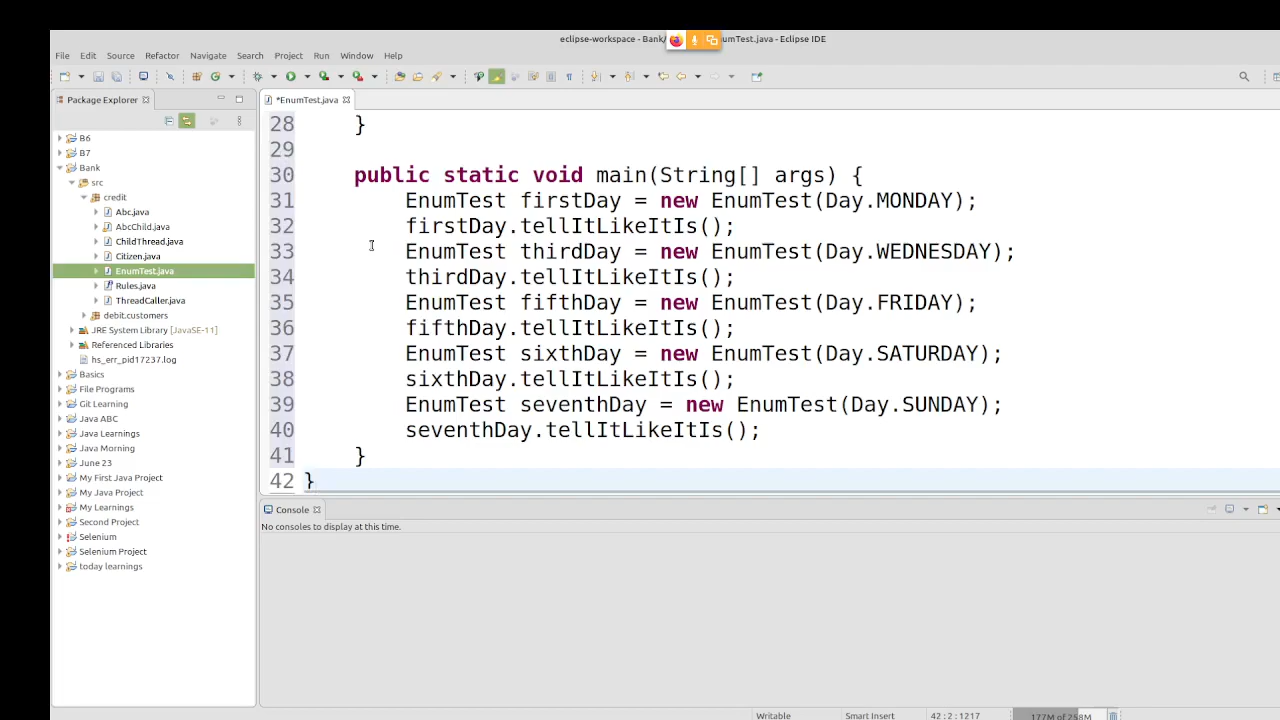 eclipse-workspace - Bank/ umTest.java - Eclipse IDE
File Edit Source Refactor Navigate Search Project Run Window Help
Package Explorer
*EnumTest.java
B6
B7
Bank
src
credit
Abc.java
AbcChild.java
ChildThread.java
Citizen.java
EnumTest.java
Rules.java
ThreadCaller.java
debit.customers
JRE System Library [JavaSE-11]
Referenced Libraries
hs_err_pid17237.log
Basics
File Programs
Git Learning
Java ABC
Java Learnings
Java Morning
June 23
My First Java Project
My Java Project
My Learnings
Second Project
Selenium
Selenium Project
today learnings
28 }
29
30 public static void main(String[] args) {
31 EnumTest firstDay = new EnumTest(Day.MONDAY);
32 firstDay.tellItLikeItIs();
33 EnumTest thirdDay = new EnumTest(Day.WEDNESDAY);
34 thirdDay.tellItLikeItIs();
35 EnumTest fifthDay = new EnumTest(Day.FRIDAY);
36 fifthDay.tellItLikeItIs();
37 EnumTest sixthDay = new EnumTest(Day.SATURDAY);
38 sixthDay.tellItLikeItIs();
39 EnumTest seventhDay = new EnumTest(Day.SUNDAY);
40 seventhDay.tellItLikeItIs();
41 }
42 }
Console
No consoles to display at this time.
Writable Smart Insert 42 : 2 : 1217 177M of 258M